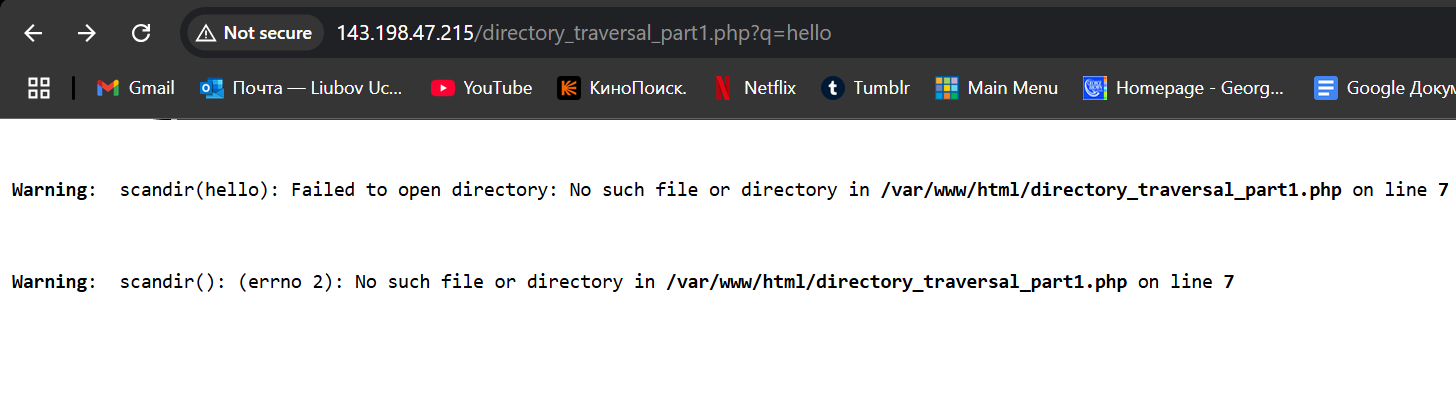 Not secure 143.198.47.215/directory_traversal_part1.php?q=hello
Gmail Почта — Liubov Uc... YouTube КиноПоиск. Netflix Tumblr Main Menu Homepage - Georg... Google Докум
Warning: scandir(hello): Failed to open directory: No such file or directory in /var/www/html/directory_traversal_part1.php on line 7
Warning: scandir(): (errno 2): No such file or directory in /var/www/html/directory_traversal_part1.php on line 7